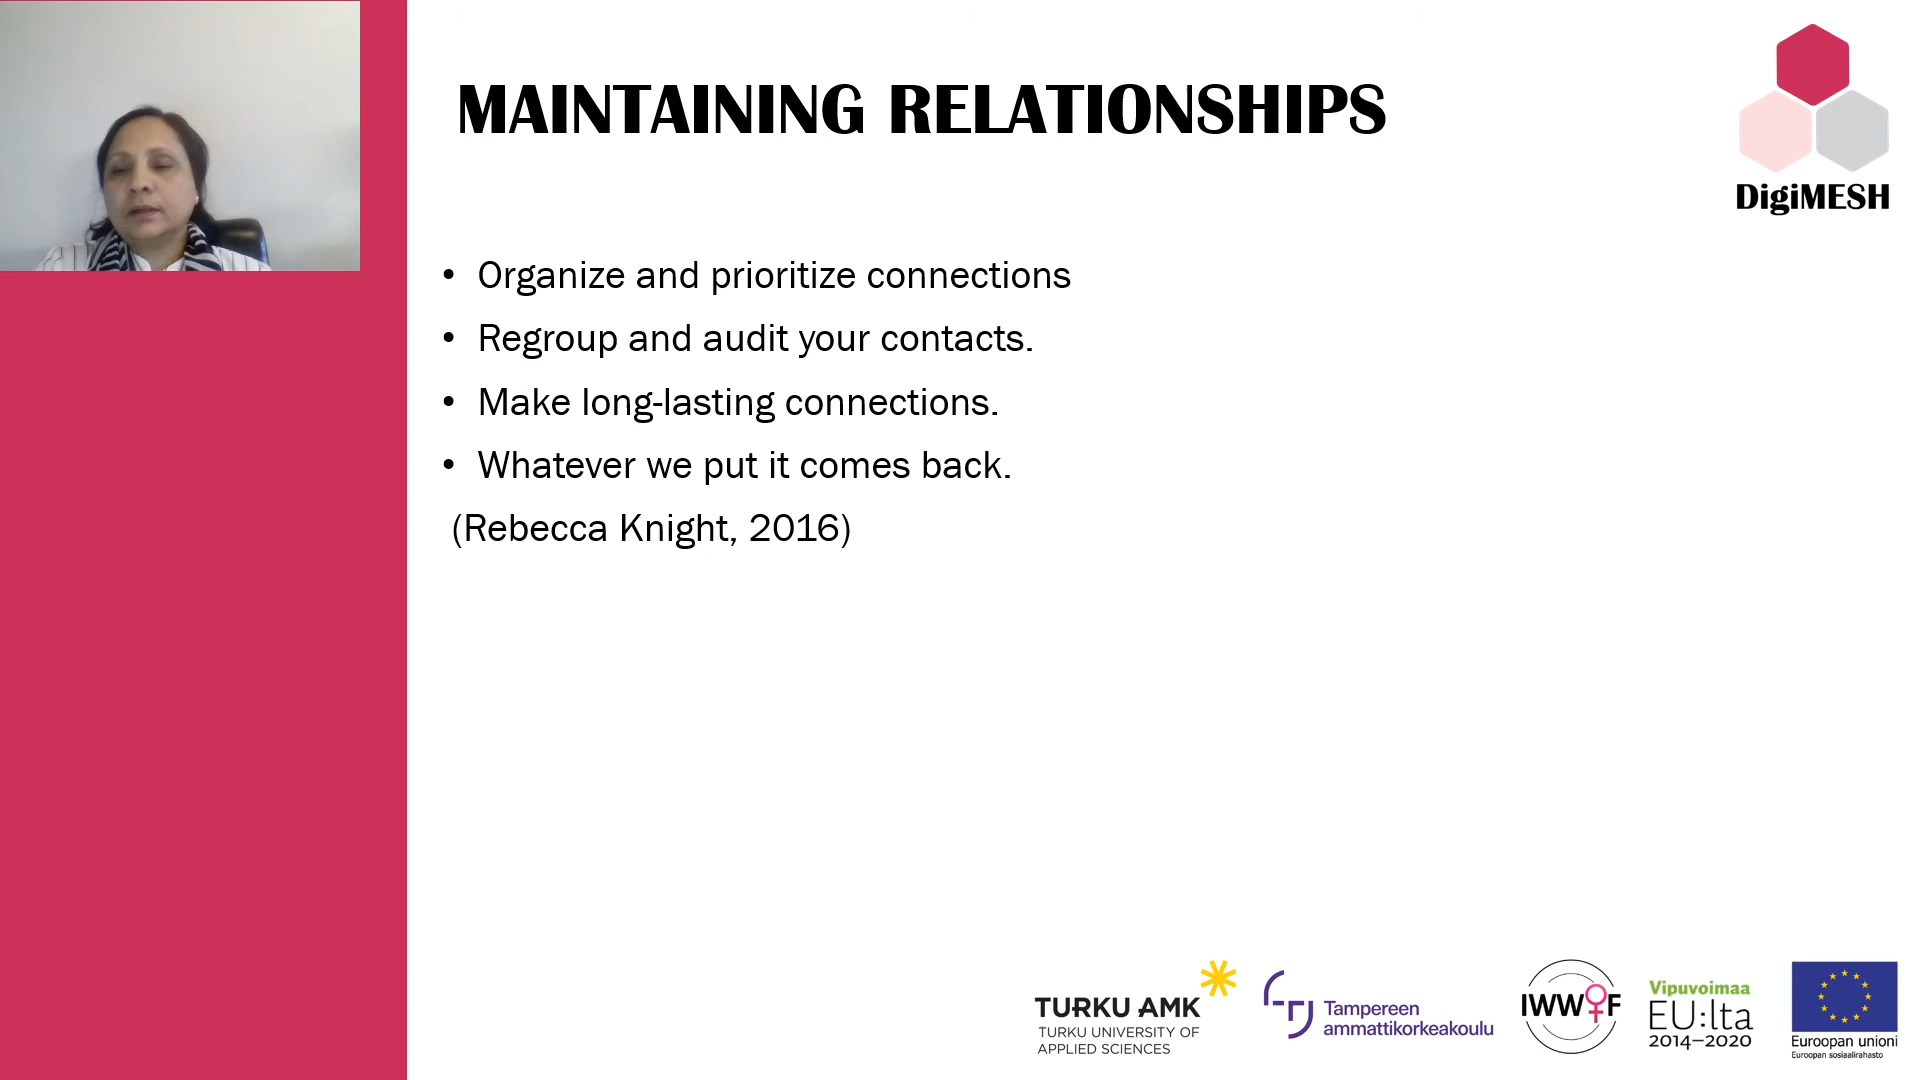 MAINTAINING RELATIONSHIPS
DigiMESH
• Organize and prioritize connections
• Regroup and audit your contacts.
• Make long-lasting connections.
• Whatever we put it comes back.
(Rebecca Knight, 2016)
TURKU AMK
TURKU UNIVERSITY OF
APPLIED SCIENCES
Tampereen
ammattikorkeakoulu
IWWF
Vipuvoimaa
EU:lta
2014–2020
Euroopan unioni
Euroopan sosiaalirahasto